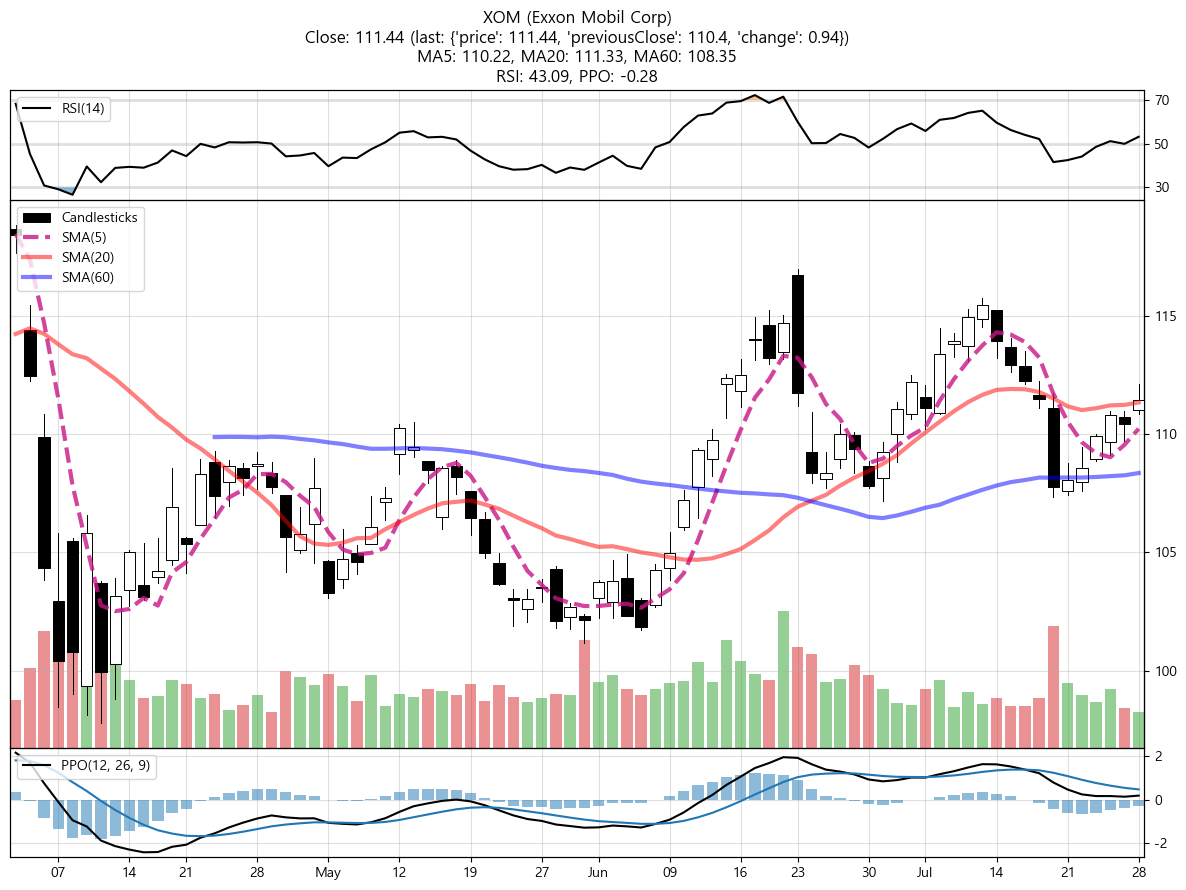 XOM (Exxon Mobil Corp)
Close: 111.44 (last: {'price': 111.44, 'previousClose': 110.4, 'change': 0.94})
MA5: 110.22, MA20: 111.33, MA60: 108.35
RSI: 43.09, PPO: -0.28
RSI(14)
70
50
30
Candlesticks
SMA(5)
SMA(20)
SMA(60)
115
110
105
100
PPO(12, 26, 9)
2
0
-2
07 14 21 28 May 12 19 27 Jun 09 16 23 30 Jul 14 21 28